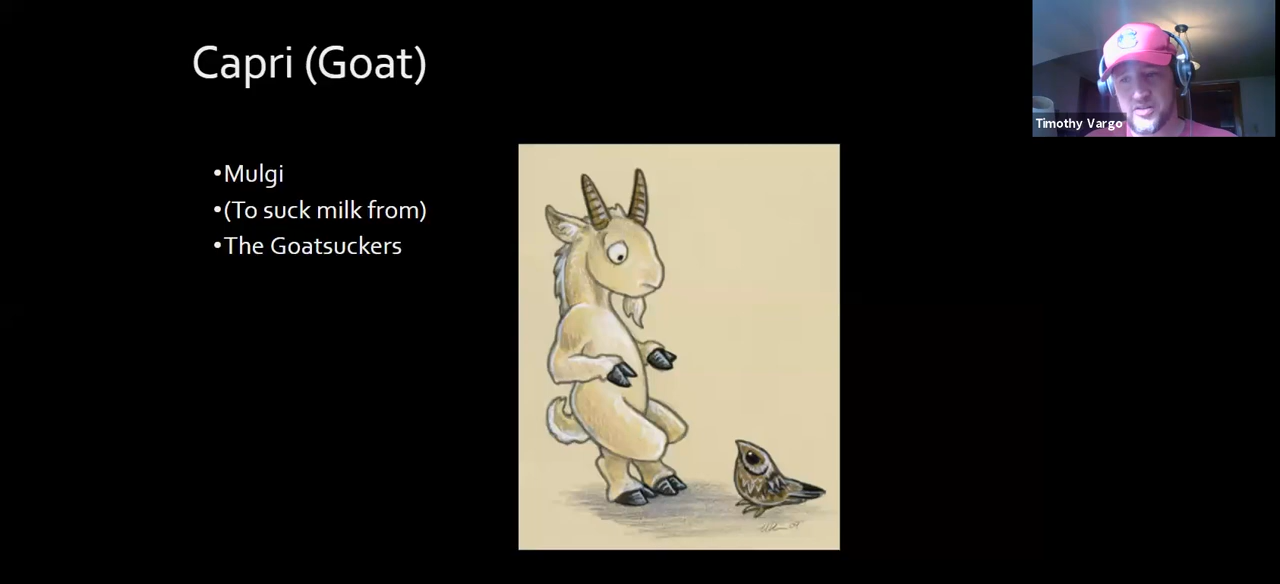 Capri (Goat)
Timothy Vargo
•Mulgi
•(To suck milk from)
•The Goatsuckers